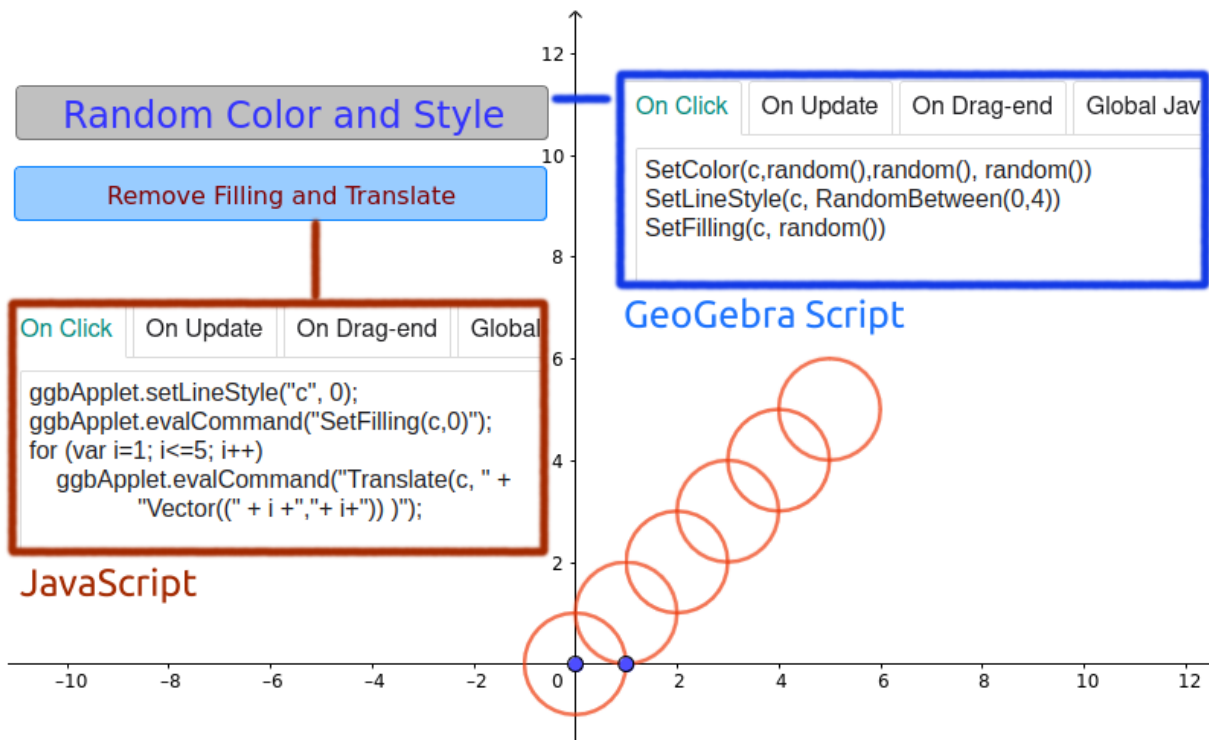 Random Color and Style
Remove Filling and Translate
On Click On Update On Drag-end Global Jav
SetColor(c,random(),random(), random())
SetLineStyle(c, RandomBetween(0,4))
SetFilling(c, random())
GeoGebra Script
On Click On Update On Drag-end Global
ggbApplet.setLineStyle("c", 0);
ggbApplet.evalCommand("SetFilling(c,0)");
for (var i=1; i<=5; i++)
ggbApplet.evalCommand("Translate(c, " +
"Vector((" + i +","+ i+")) )");
JavaScript
12
10
8
6
4
2
–10 –8 –6 –4 –2 0 2 4 6 8 10 12